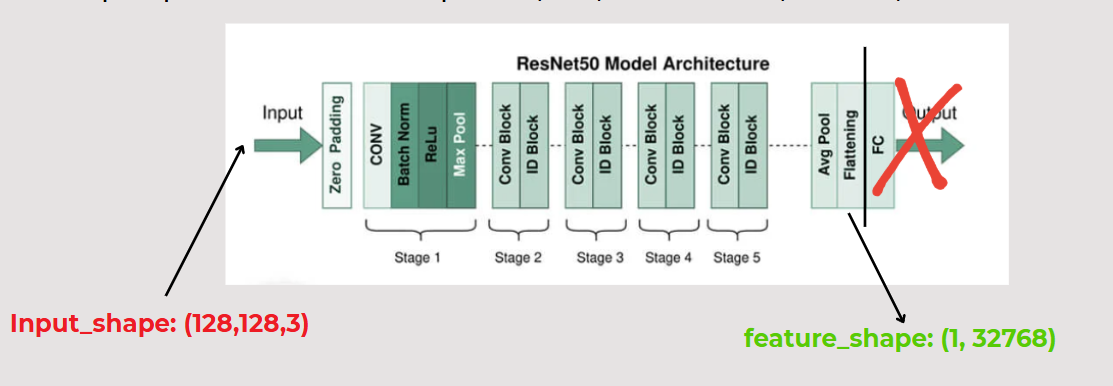 ResNet50 Model Architecture
Input
Zero Padding
CONV
Batch Norm
ReLu
Max Pool
Conv Block
ID Block
Conv Block
ID Block
Conv Block
ID Block
Conv Block
ID Block
Avg Pool
Flattening
FC
Output
Stage 1
Stage 2
Stage 3
Stage 4
Stage 5
Input_shape: (128,128,3)
feature_shape: (1, 32768)